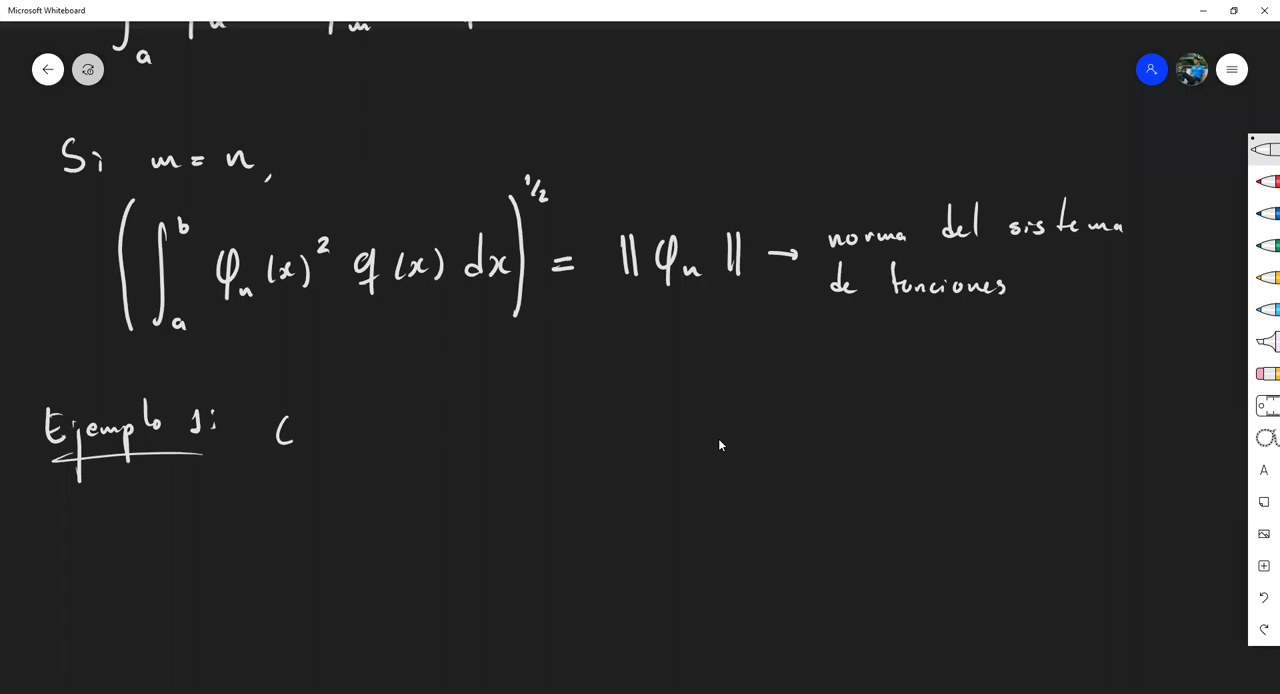 Microsoft Whiteboard
Si m = n,
(∫_a^b φ_n(x)^2 q(x) dx)^{1/2} = ‖φ_n‖ → norma del sistema
de funciones
Ejemplo 1: C
A